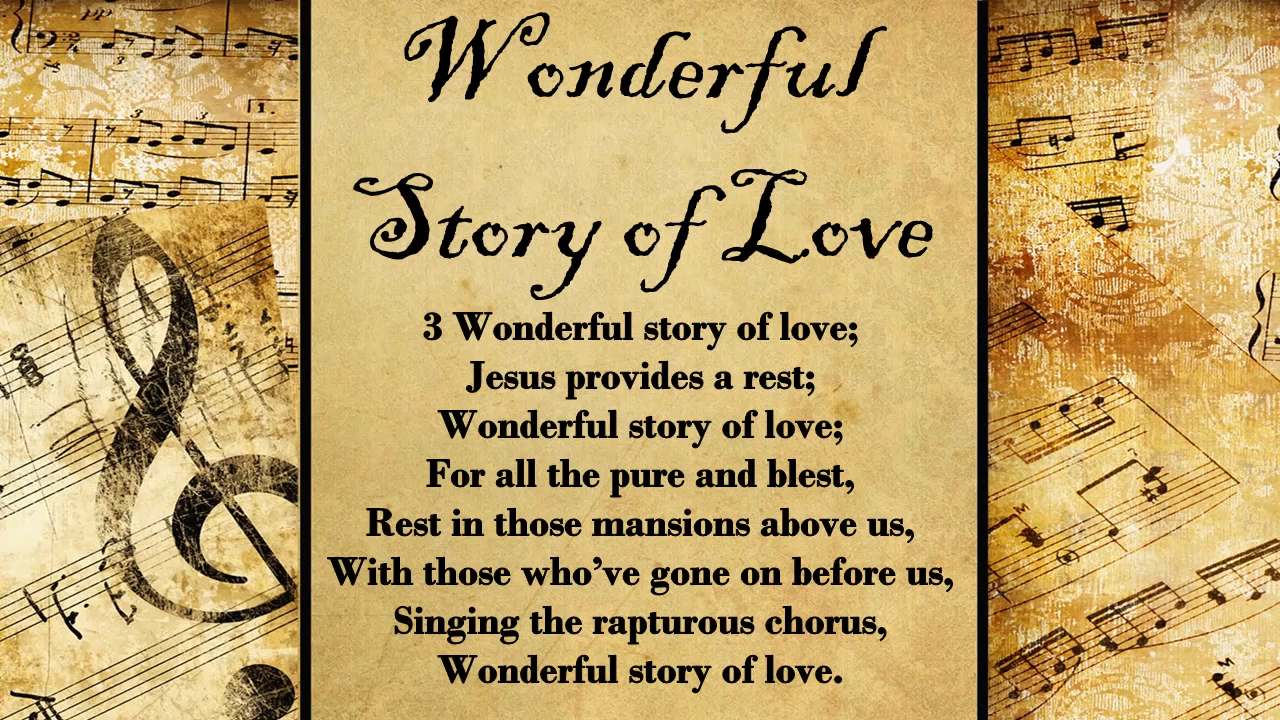 Wonderful
Story of Love
3 Wonderful story of love;
Jesus provides a rest;
Wonderful story of love;
For all the pure and blest,
Rest in those mansions above us,
With those who’ve gone on before us,
Singing the rapturous chorus,
Wonderful story of love.